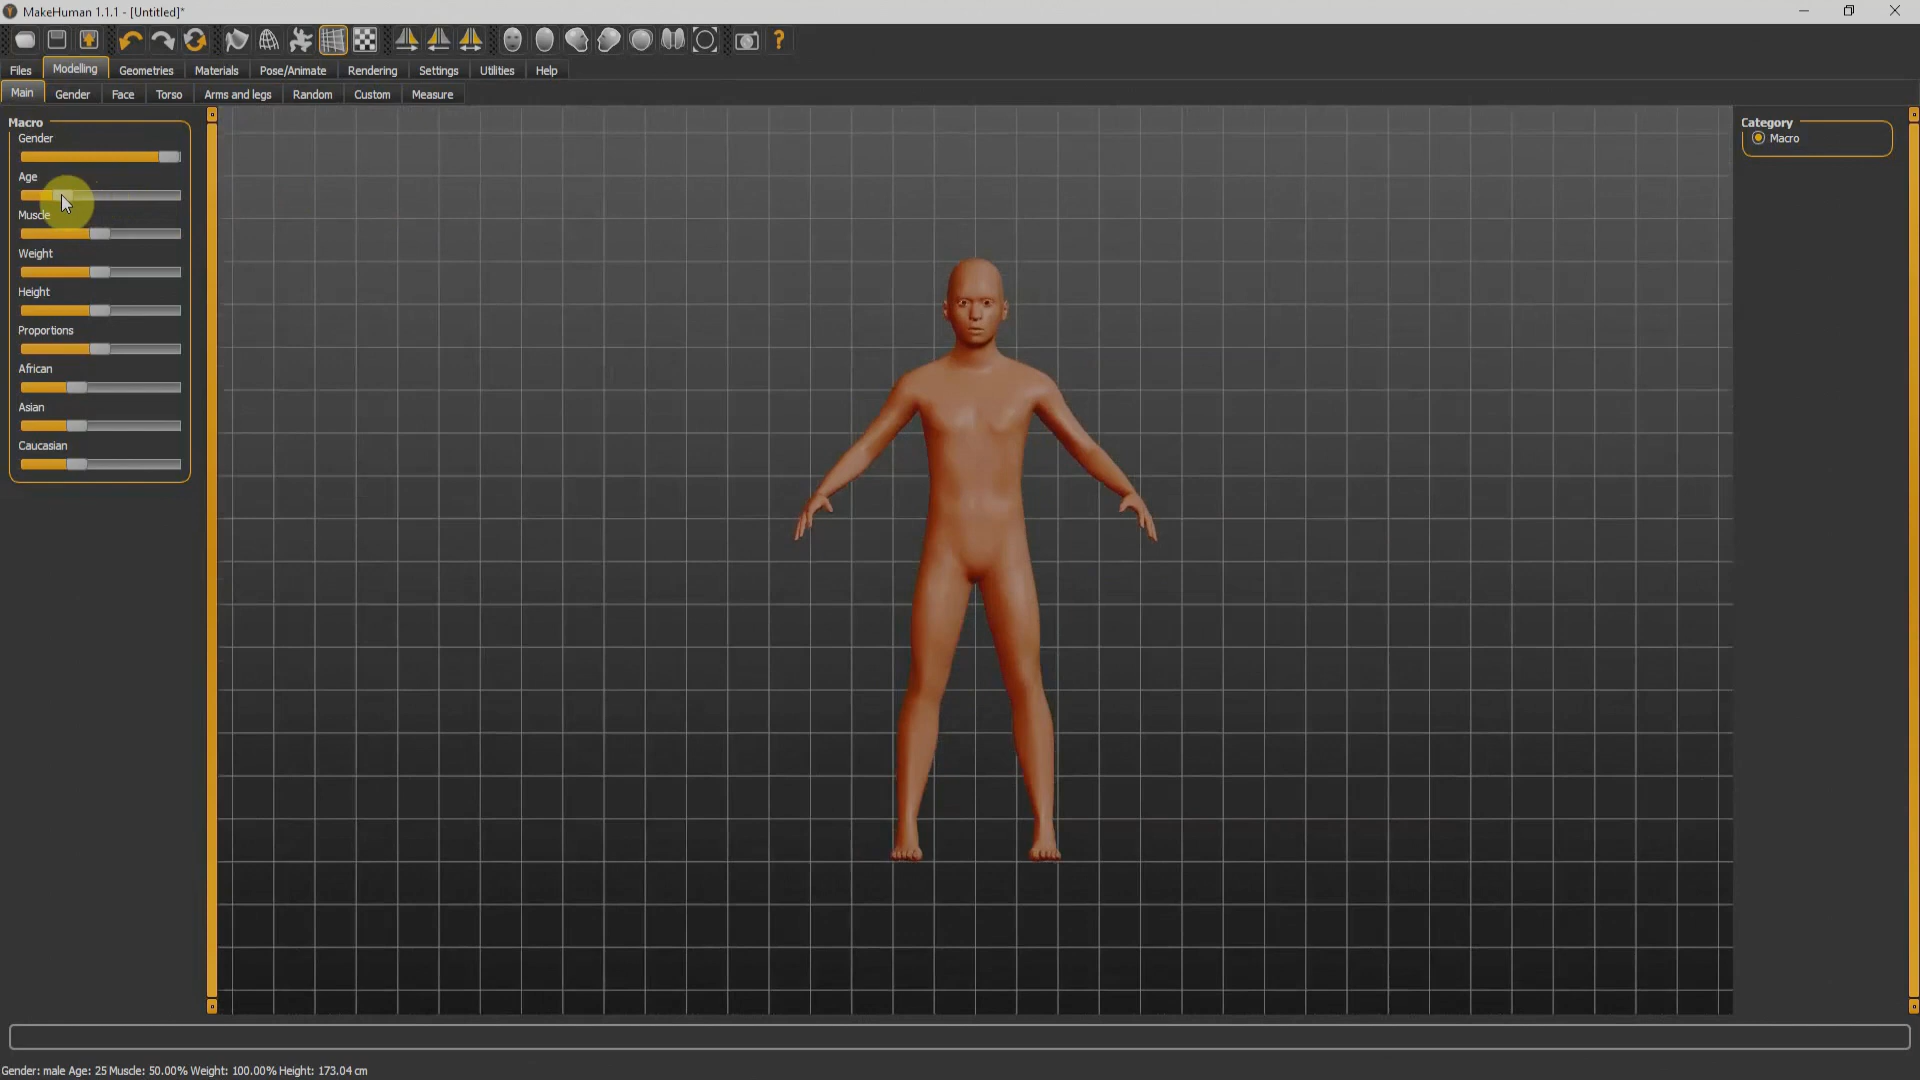 MakeHuman 1.1.1 - [Untitled]*
Files Modelling Geometries Materials Pose/Animate Rendering Settings Utilities Help
Main Gender Face Torso Arms and legs Random Custom Measure
Macro
Gender
Age
Muscle
Weight
Height
Proportions
African
Asian
Caucasian
Category
Macro
Gender: male Age: 25 Muscle: 50.00% Weight: 100.00% Height: 173.04 cm